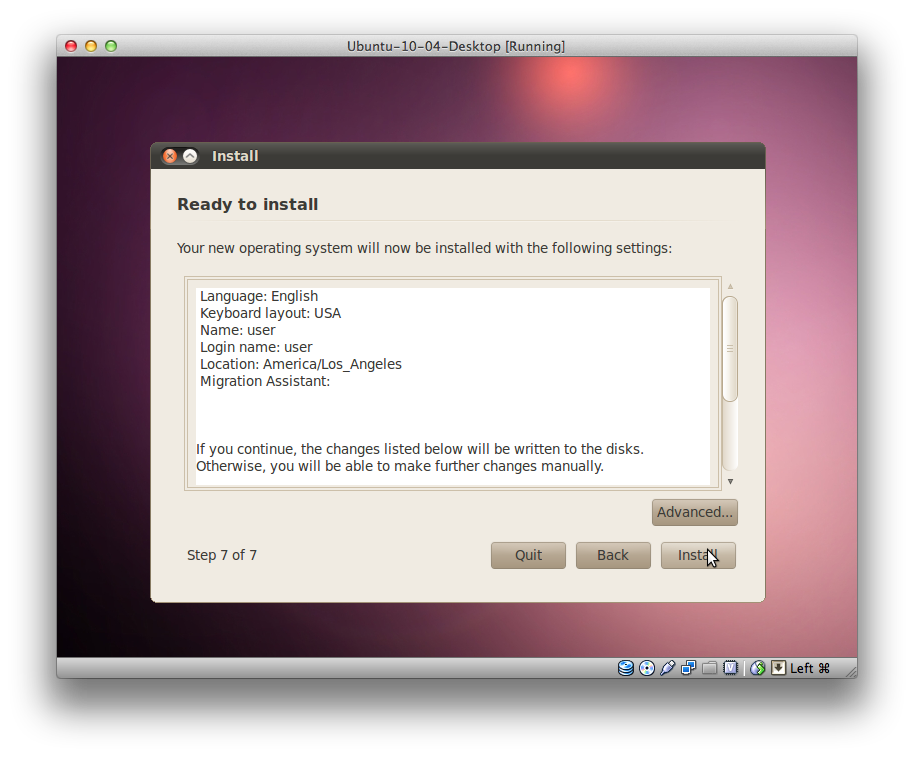 Ubuntu-10-04-Desktop [Running]
Install
Ready to install
Your new operating system will now be installed with the following settings:
Language: English
Keyboard layout: USA
Name: user
Login name: user
Location: America/Los_Angeles
Migration Assistant:
If you continue, the changes listed below will be written to the disks.
Otherwise, you will be able to make further changes manually.
Advanced...
Step 7 of 7
Quit
Back
Install
Left ⌘